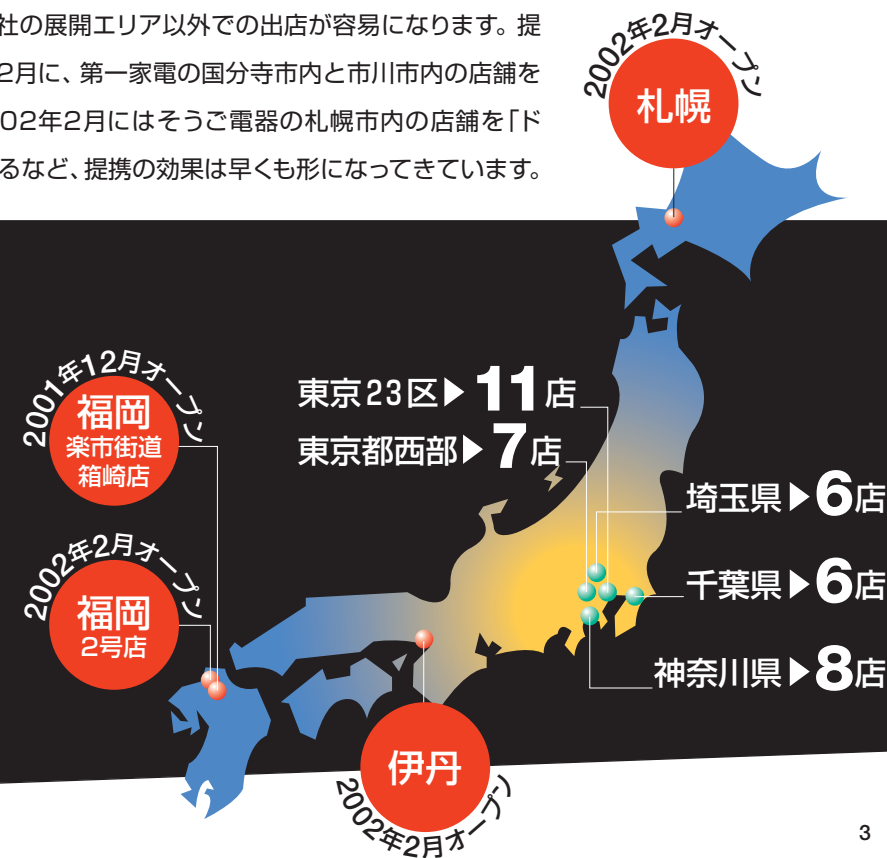 社の展開エリア以外での出店が容易になります。提
2月に、第一家電の国分寺市内と市川市内の店舗を
02年2月にはそうご電器の札幌市内の店舗を「ド
るなど、提携の効果は早くも形になってきています。
2002年2月オープン
札幌
2001年12月オープン
福岡
楽市街道
箱崎店
東京23区▶11店
東京都西部▶7店
埼玉県▶6店
2002年2月オープン
福岡
2号店
千葉県▶6店
神奈川県▶8店
伊丹
2002年2月オープン
3